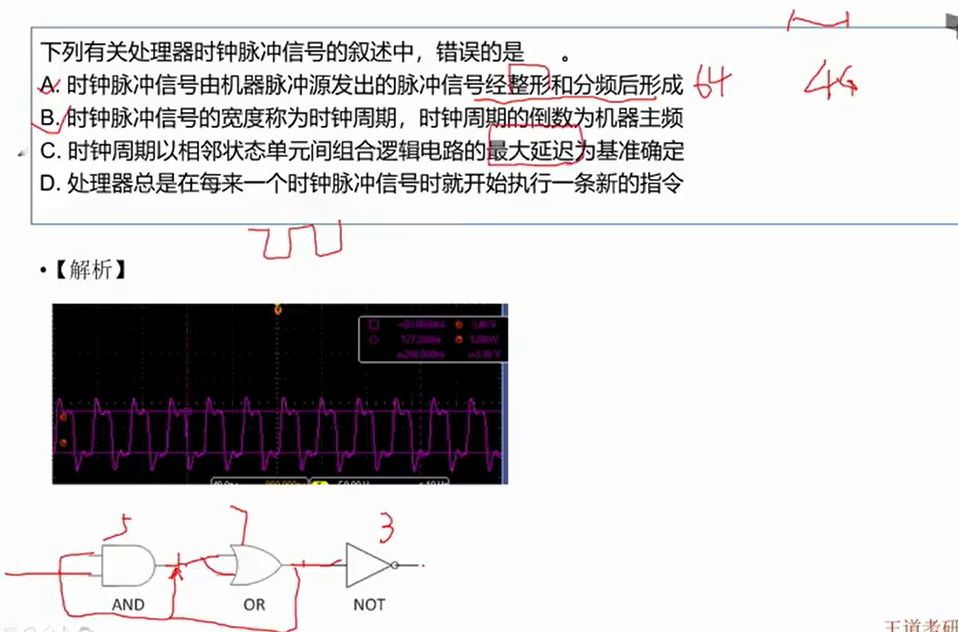 下列有关处理器时钟脉冲信号的叙述中，错误的是 。
A. 时钟脉冲信号由机器脉冲源发出的脉冲信号经整形和分频后形成
B. 时钟脉冲信号的宽度称为时钟周期，时钟周期的倒数为机器主频
C. 时钟周期以相邻状态单元间组合逻辑电路的最大延迟为基准确定
D. 处理器总是在每来一个时钟脉冲信号时就开始执行一条新的指令
•【解析】
5 7 3
AND OR NOT
王道考研